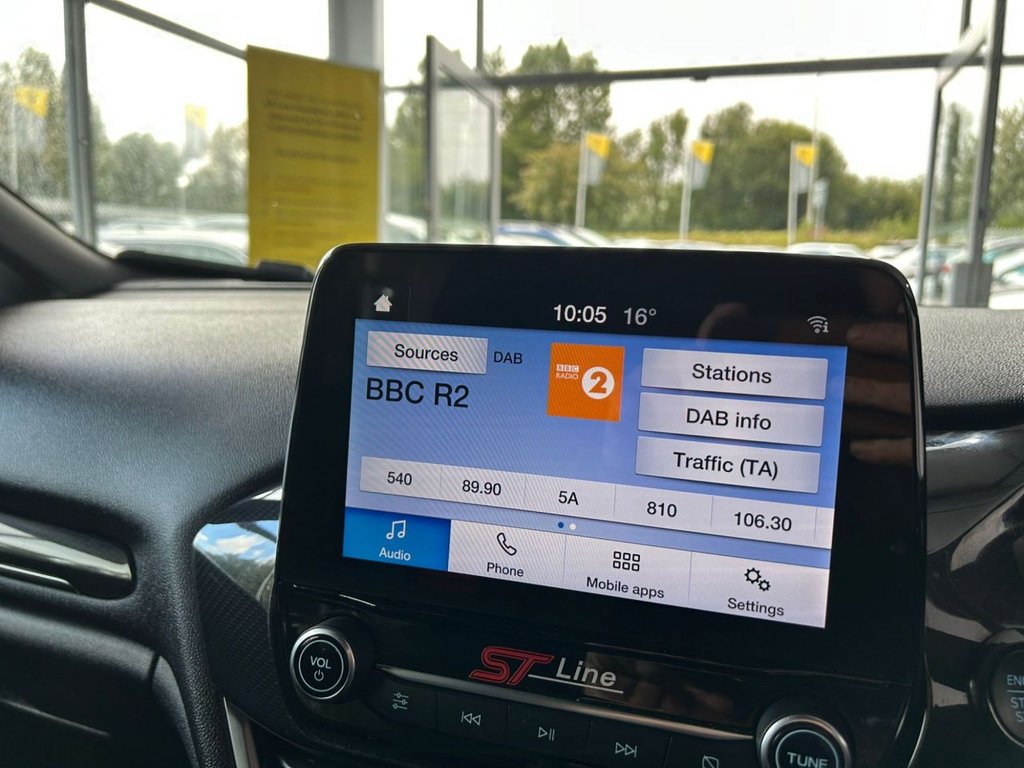 10:05 16°
Sources DAB
BBC RADIO 2
Stations
BBC R2
DAB info
Traffic (TA)
540 89.90 5A 810 106.30
Audio Phone Mobile apps Settings
ST Line
VOL
TUNE